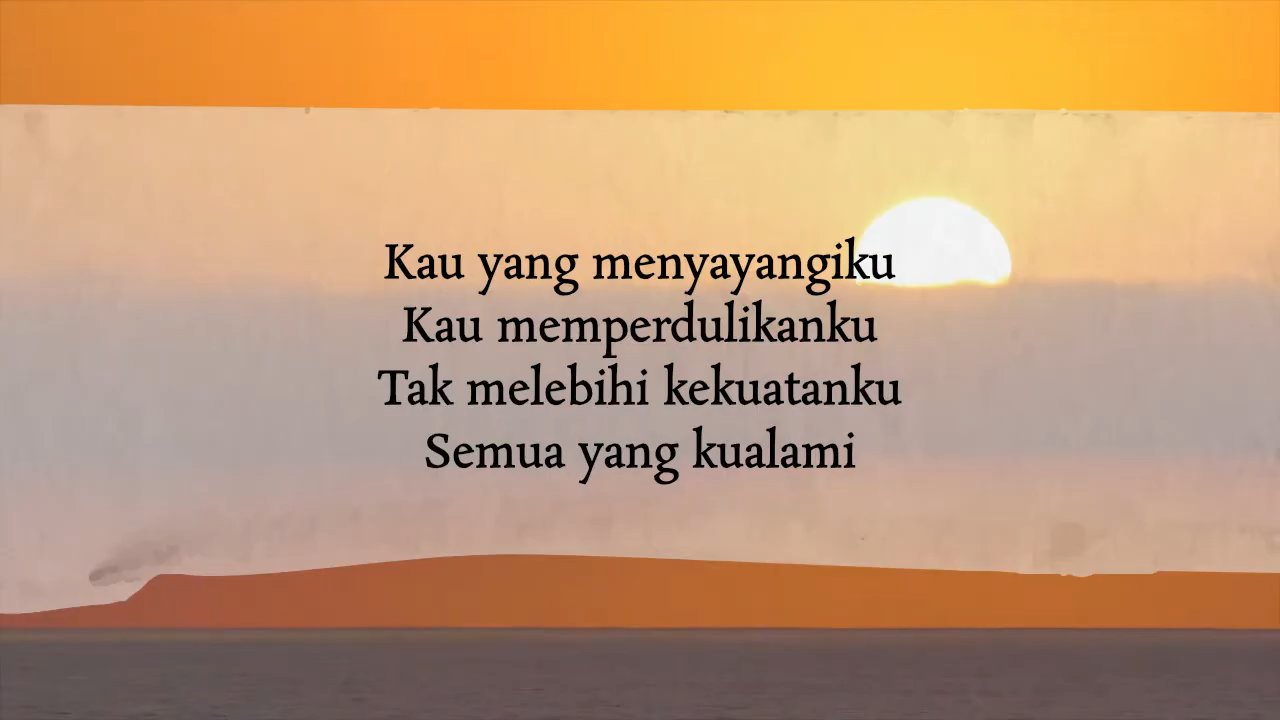 Kau yang menyayangiku
Kau memperdulikanku
Tak melebihi kekuatanku
Semua yang kualami